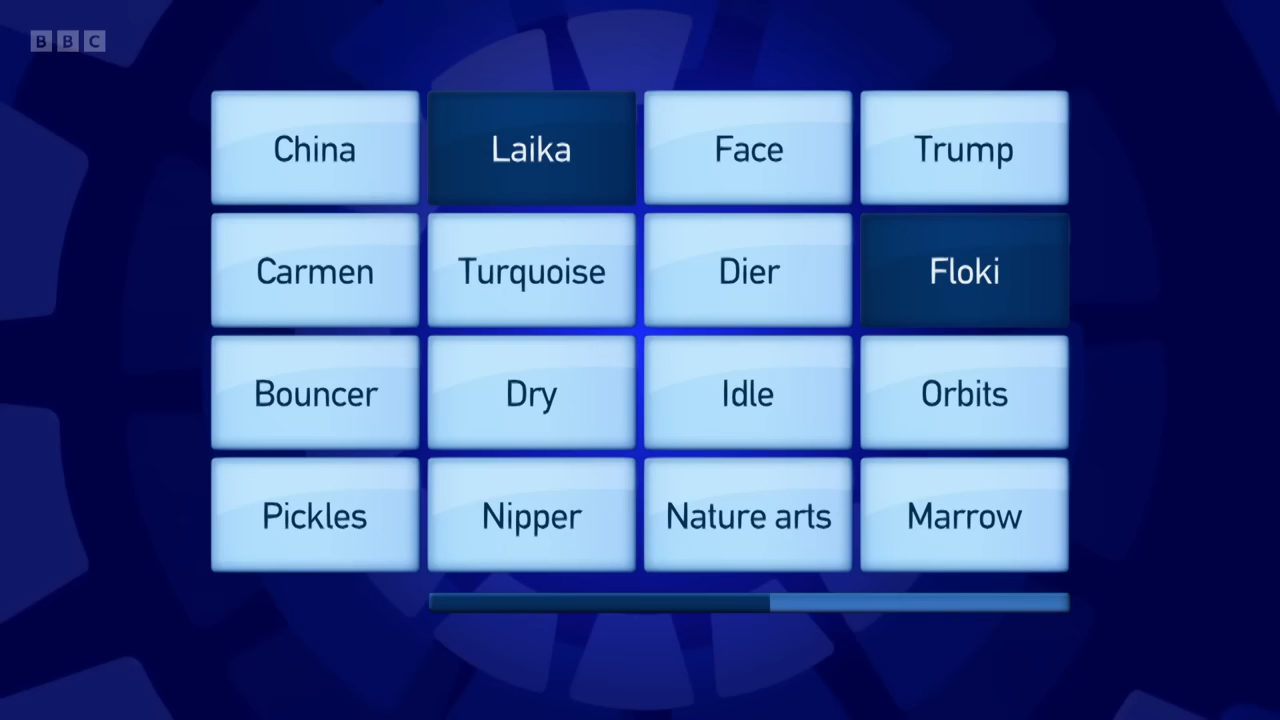 BBC
China
Laika
Face
Trump
Carmen
Turquoise
Dier
Floki
Bouncer
Dry
Idle
Orbits
Pickles
Nipper
Nature arts
Marrow